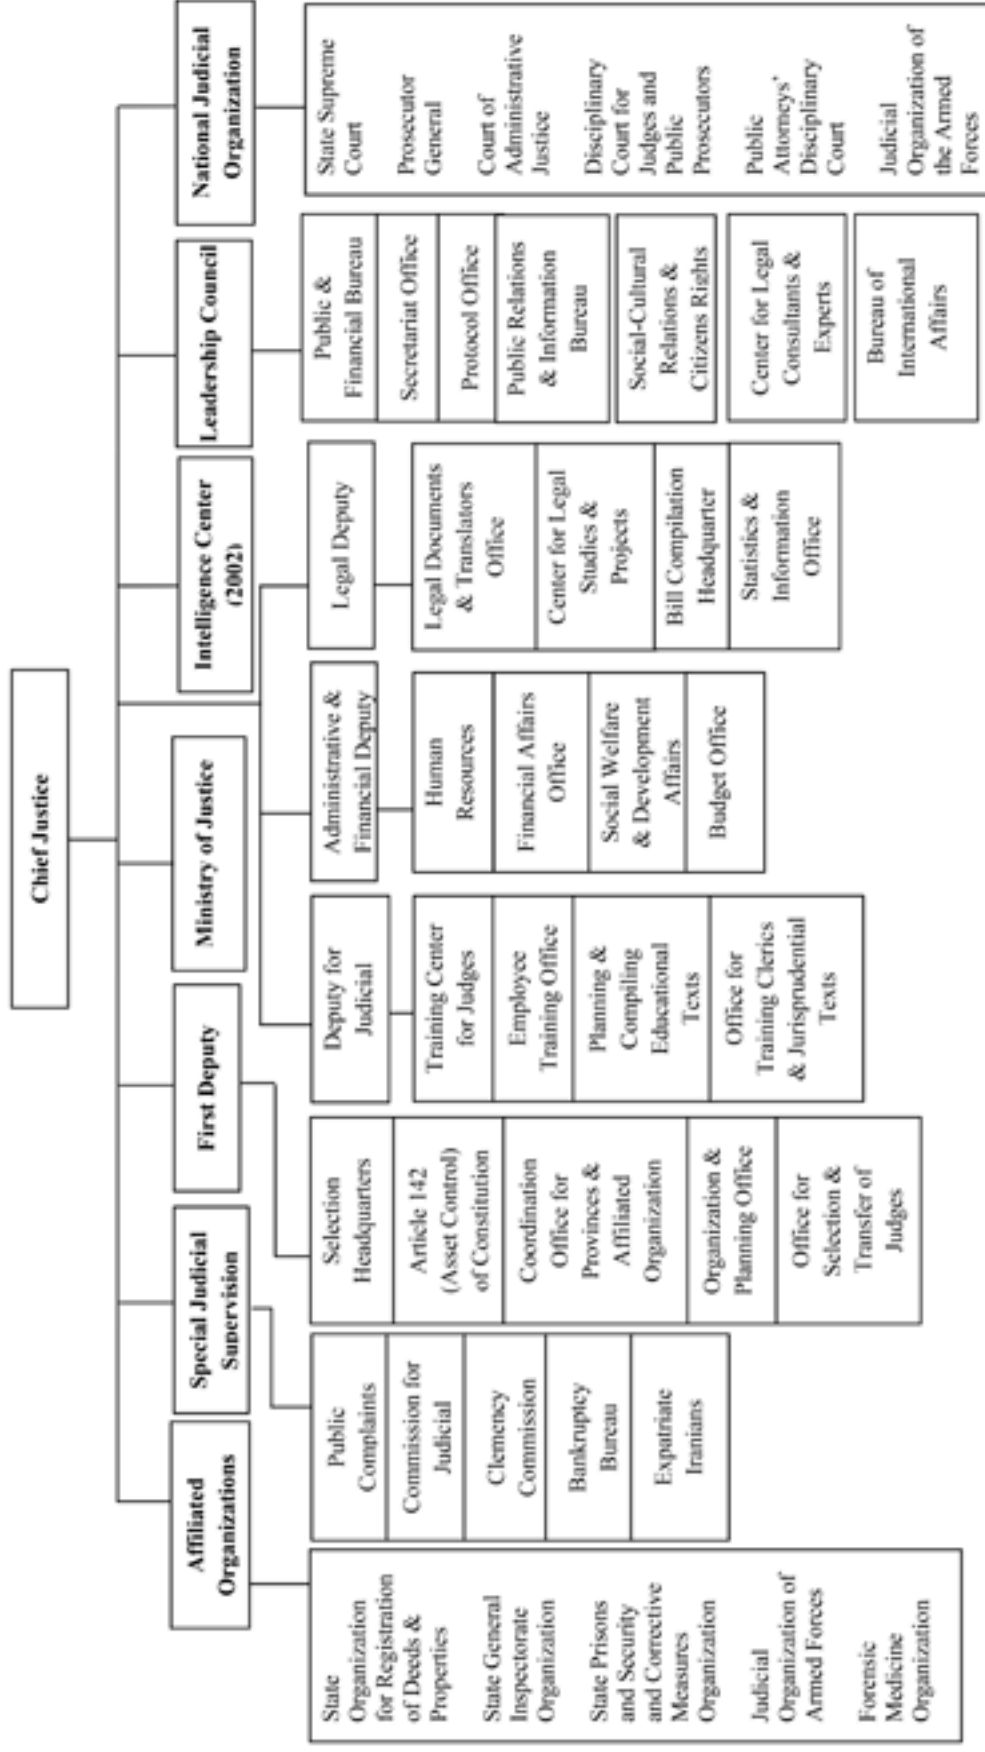 Chief Justice
Affiliated
Organizations
Special Judicial
Supervision
First Deputy
Ministry of Justice
Intelligence Center
(2002)
Leadership Council
National Judicial
Organization
State
Organization
for Registration
of Deeds &
Properties
State General
Inspectorate
Organization
State Prisons
and Security
and Corrective
Measures
Organization
Judicial
Organization of
Armed Forces
Forensic
Medicine
Organization
Public
Complaints
Commission for
Judicial
Clemency
Commission
Bankruptcy
Bureau
Expatriate
Iranians
Selection
Headquarters
Article 142
(Asset Control)
of Constitution
Coordination
Office for
Provinces &
Affiliated
Organization
Organization &
Planning Office
Office for
Selection &
Transfer of
Judges
Deputy for
Judicial
Training Center
for Judges
Employee
Training Office
Planning &
Compiling
Educational
Texts
Office for
Training Clerics
& Jurisprudential
Texts
Administrative &
Financial Deputy
Human
Resources
Financial Affairs
Office
Social Welfare
& Development
Affairs
Budget Office
Legal Deputy
Legal Documents
& Translators
Office
Center for Legal
Studies &
Projects
Bill Compilation
Headquarter
Statistics &
Information
Office
Public &
Financial Bureau
Secretariat Office
Protocol Office
Public Relations
& Information
Bureau
Social-Cultural
Relations &
Citizens Rights
Center for Legal
Consultants &
Experts
Bureau of
International
Affairs
State Supreme
Court
Prosecutor
General
Court of
Administrative
Justice
Disciplinary
Court for
Judges and
Public
Prosecutors
Public
Attorneys'
Disciplinary
Court
Judicial
Organization of
the Armed
Forces